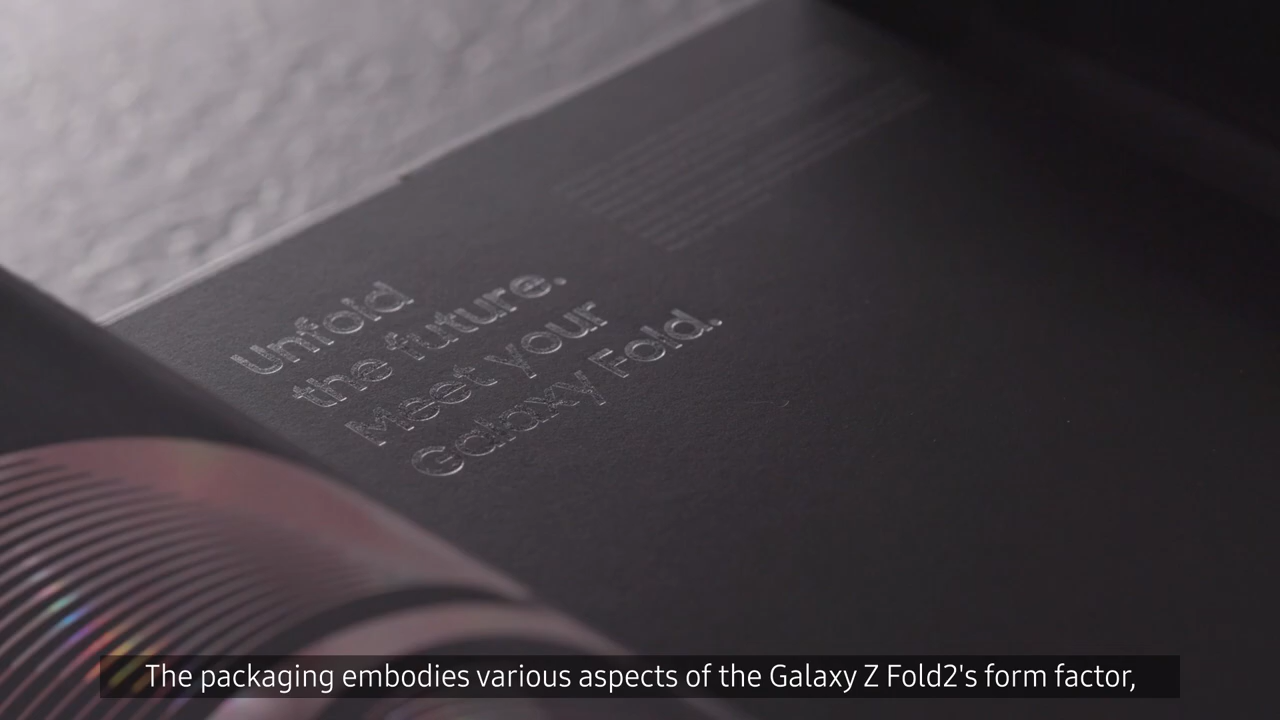 Unfold
the future.
Meet your
Galaxy Fold.
The packaging embodies various aspects of the Galaxy Z Fold2's form factor,